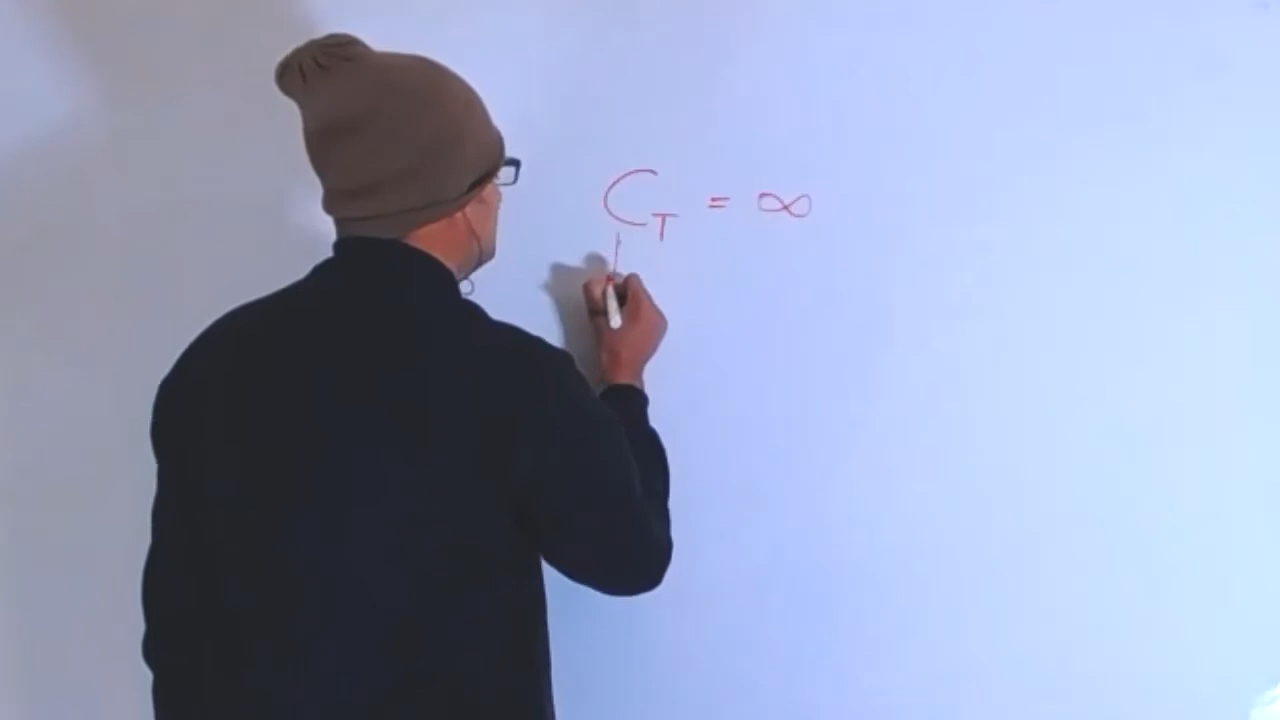 C_T = ∞